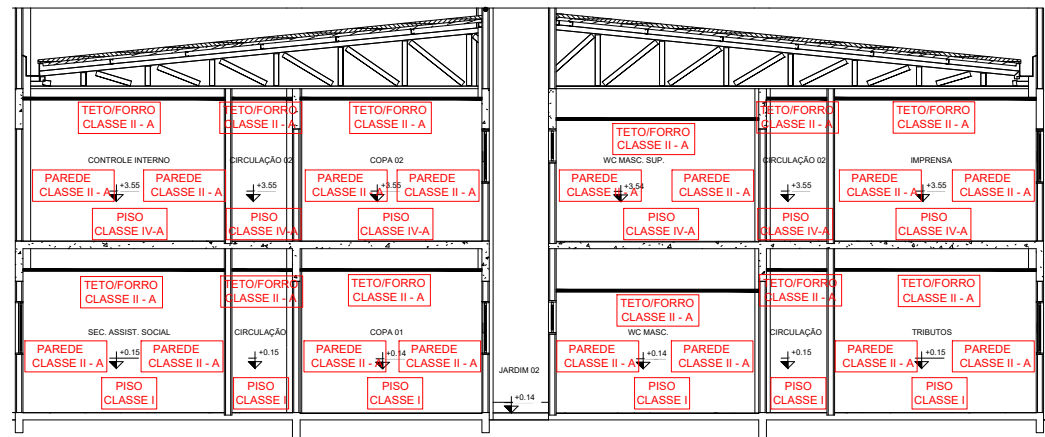 TETO/FORRO
CLASSE II - A
TETO/FORRO
CLASSE II - A
TETO/FORRO
CLASSE II - A
TETO/FORRO
CLASSE II - A
TETO/FORRO
CLASSE II - A
TETO/FORRO
CLASSE II - A
CONTROLE INTERNO
CIRCULAÇÃO 02
COPA 02
WC MASC. SUP.
CIRCULAÇÃO 02
IMPRENSA
PAREDE
CLASSE II - A
+3.55
PAREDE
CLASSE II - A
+3.55
PAREDE
CLASSE II - A
+3.55
PAREDE
CLASSE II - A
PAREDE
CLASSE II - A
+3.54
PAREDE
CLASSE II - A
+3.55
PAREDE
CLASSE II - A
+3.55
PAREDE
CLASSE II - A
PISO
CLASSE IV-A
PISO
CLASSE IV-A
PISO
CLASSE IV-A
PISO
CLASSE IV-A
PISO
CLASSE IV-A
PISO
CLASSE IV-A
TETO/FORRO
CLASSE II - A
TETO/FORRO
CLASSE II - A
TETO/FORRO
CLASSE II - A
TETO/FORRO
CLASSE II - A
TETO/FORRO
CLASSE II - A
TETO/FORRO
CLASSE II - A
SEC. ASSIST. SOCIAL
CIRCULAÇÃO
COPA 01
WC MASC.
CIRCULAÇÃO
TRIBUTOS
PAREDE
CLASSE II - A
+0.15
PAREDE
CLASSE II - A
+0.15
PAREDE
CLASSE II - A
+0.14
PAREDE
CLASSE II - A
JARDIM 02
+0.14
PAREDE
CLASSE II - A
+0.14
PAREDE
CLASSE II - A
+0.15
PAREDE
CLASSE II - A
+0.15
PAREDE
CLASSE II - A
PISO
CLASSE I
PISO
CLASSE I
PISO
CLASSE I
PISO
CLASSE I
PISO
CLASSE I
PISO
CLASSE I